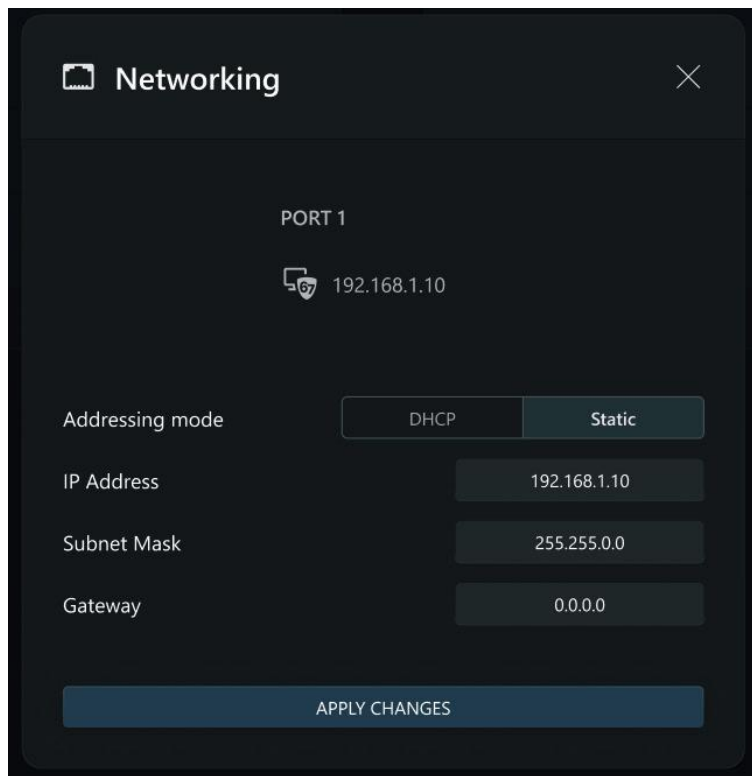 Networking
PORT 1
67 192.168.1.10
Addressing mode DHCP Static
IP Address 192.168.1.10
Subnet Mask 255.255.0.0
Gateway 0.0.0.0
APPLY CHANGES